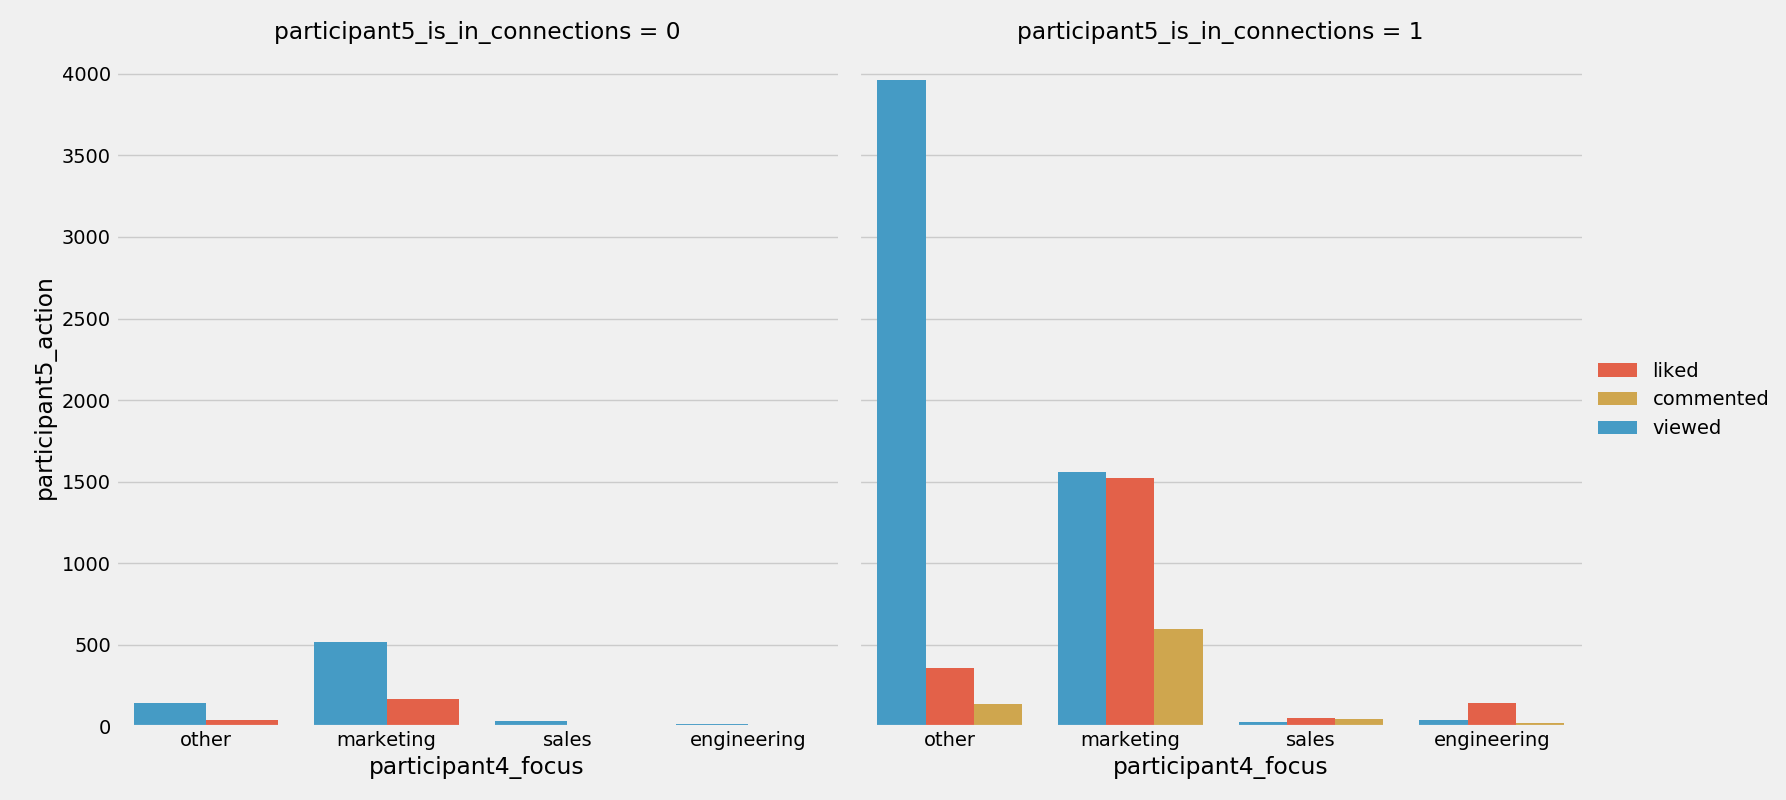 participant5_is_in_connections = 0
participant5_is_in_connections = 1
participant5_action
4000
3500
3000
2500
2000
1500
1000
500
0
other
marketing
sales
engineering
participant4_focus
other
marketing
sales
engineering
participant4_focus
liked
commented
viewed